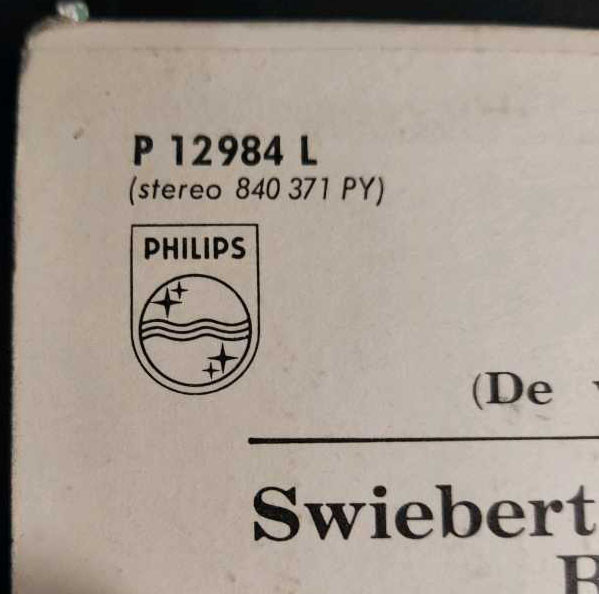 P 12984 L
(stereo 840 371 PY)
PHILIPS
(De
Swiebert